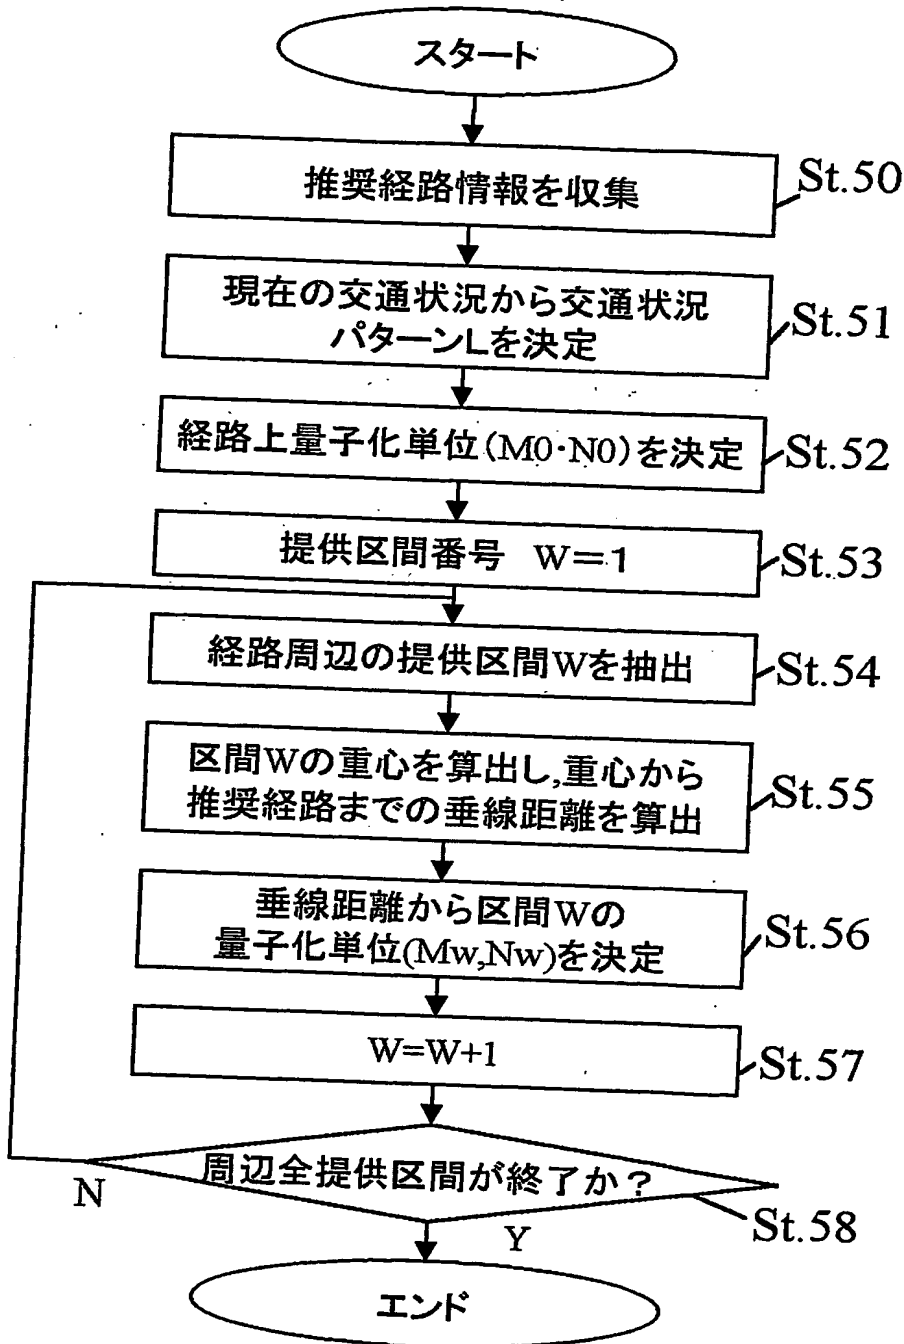 スタート
推奨経路情報を収集
St.50
現在の交通状況から交通状況
パターンLを決定
St.51
経路上量子化単位(M0･N0)を決定
St.52
提供区間番号 W=1
St.53
経路周辺の提供区間Wを抽出
St.54
区間Wの重心を算出し,重心から
推奨経路までの垂線距離を算出
St.55
垂線距離から区間Wの
量子化単位(Mw,Nw)を決定
St.56
W=W+1
St.57
周辺全提供区間が終了か？
N
St.58
Y
エンド